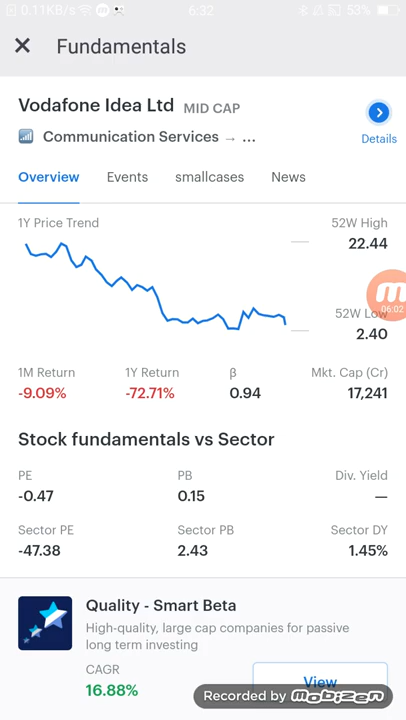 0.11KB/s 6:32 53%
Fundamentals
Vodafone Idea Ltd MID CAP
Communication Services → ...
Details
Overview Events smallcases News
1Y Price Trend 52W High
22.44
06:02
52W Low
2.40
1M Return 1Y Return β Mkt. Cap (Cr)
-9.09% -72.71% 0.94 17,241
Stock fundamentals vs Sector
PE PB Div. Yield
-0.47 0.15 —
Sector PE Sector PB Sector DY
-47.38 2.43 1.45%
Quality - Smart Beta
High-quality, large cap companies for passive
long term investing
CAGR
16.88% View
Recorded by mobizen